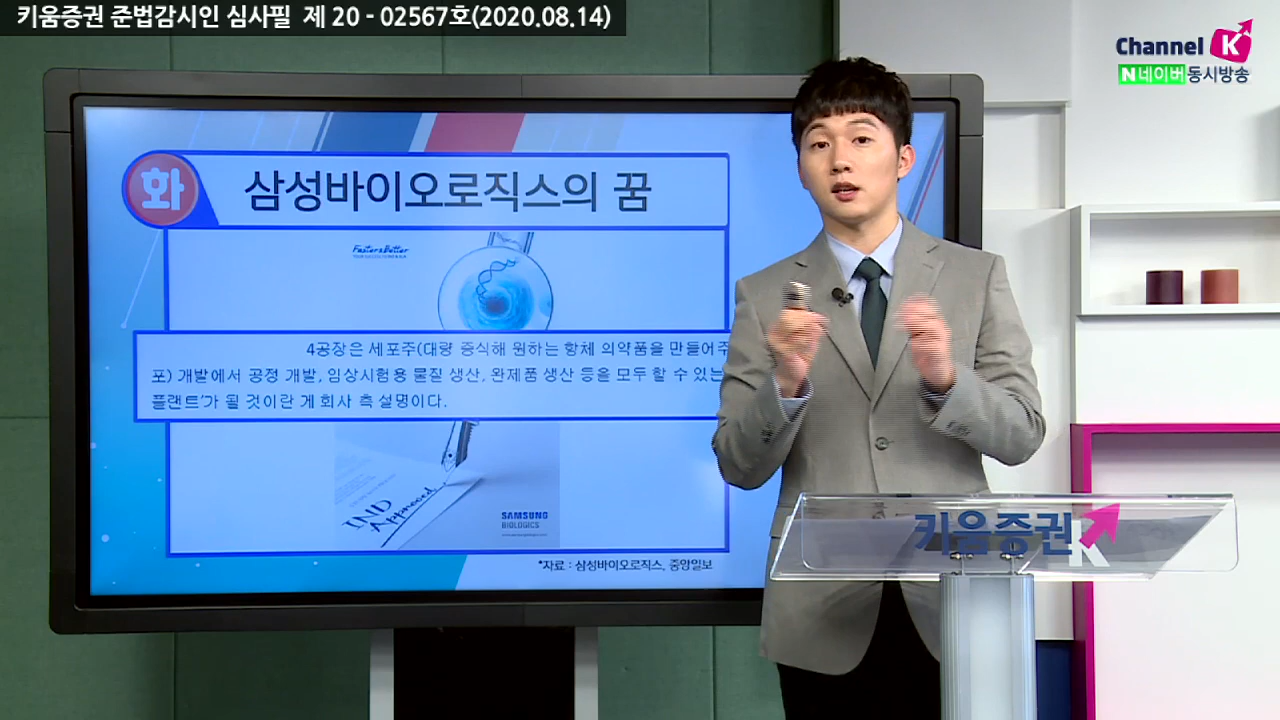 키움증권 준법감시인 심사필 제 20 - 02567호(2020.08.14)
Channel K
N네이버 동시방송
화
삼성바이오로직스의 꿈
Faster&Better
4공장은 세포주(대량 증식해 원하는 항체 의약품을 만들어주
포) 개발에서 공정 개발, 임상시험용 물질 생산, 완제품 생산 등을 모두 할 수 있는
플랜트'가 될 것이란 게 회사 측 설명이다.
IND
Approved
SAMSUNG
BIOLOGICS
*자료 : 삼성바이오로직스, 중앙일보
키움증권
K